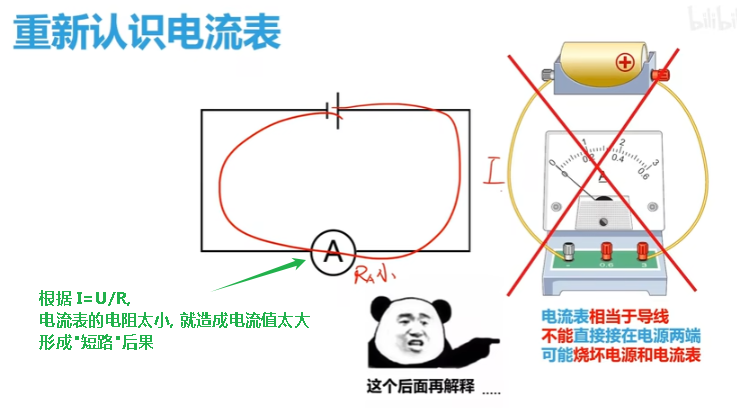 重新认识电流表
bilibili
A
R_A小
I
根据 I=U/R,
电流表的电阻太小, 就造成电流值太大
形成"短路"后果
0 1 2 3
0 0.2 0.4 0.6
A
电流表相当于导线
不能直接接在电源两端
可能烧坏电源和电流表
这个后面再解释 .....